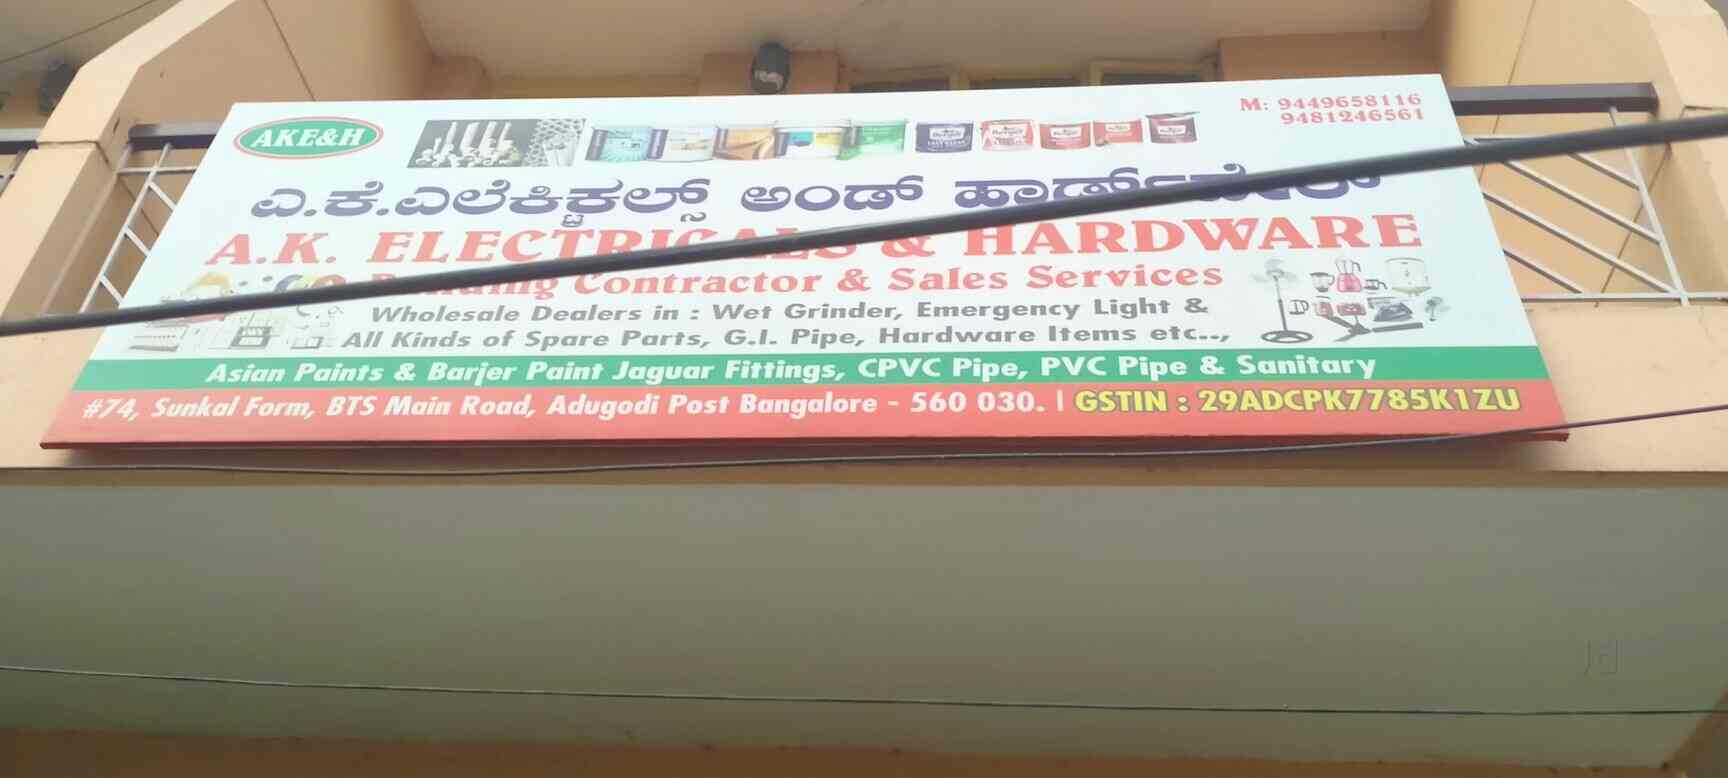 AKE&H
M: 9449658116
9481246561
ಎ.ಕೆ.ಎಲೆಕ್ಟಿಕಲ್ಸ್ ಅಂಡ್ ಹಾರ್ಡ್‌ವೇರ್
A.K. ELECTRICALS & HARDWARE
Building Contractor & Sales Services
Wholesale Dealers in : Wet Grinder, Emergency Light &
All Kinds of Spare Parts, G.I. Pipe, Hardware Items etc..,
Asian Paints & Barjer Paint Jaguar Fittings, CPVC Pipe, PVC Pipe & Sanitary
#74, Sunkal Form, BTS Main Road, Adugodi Post Bangalore - 560 030. | GSTIN : 29ADCPK7785K1ZU
Jd